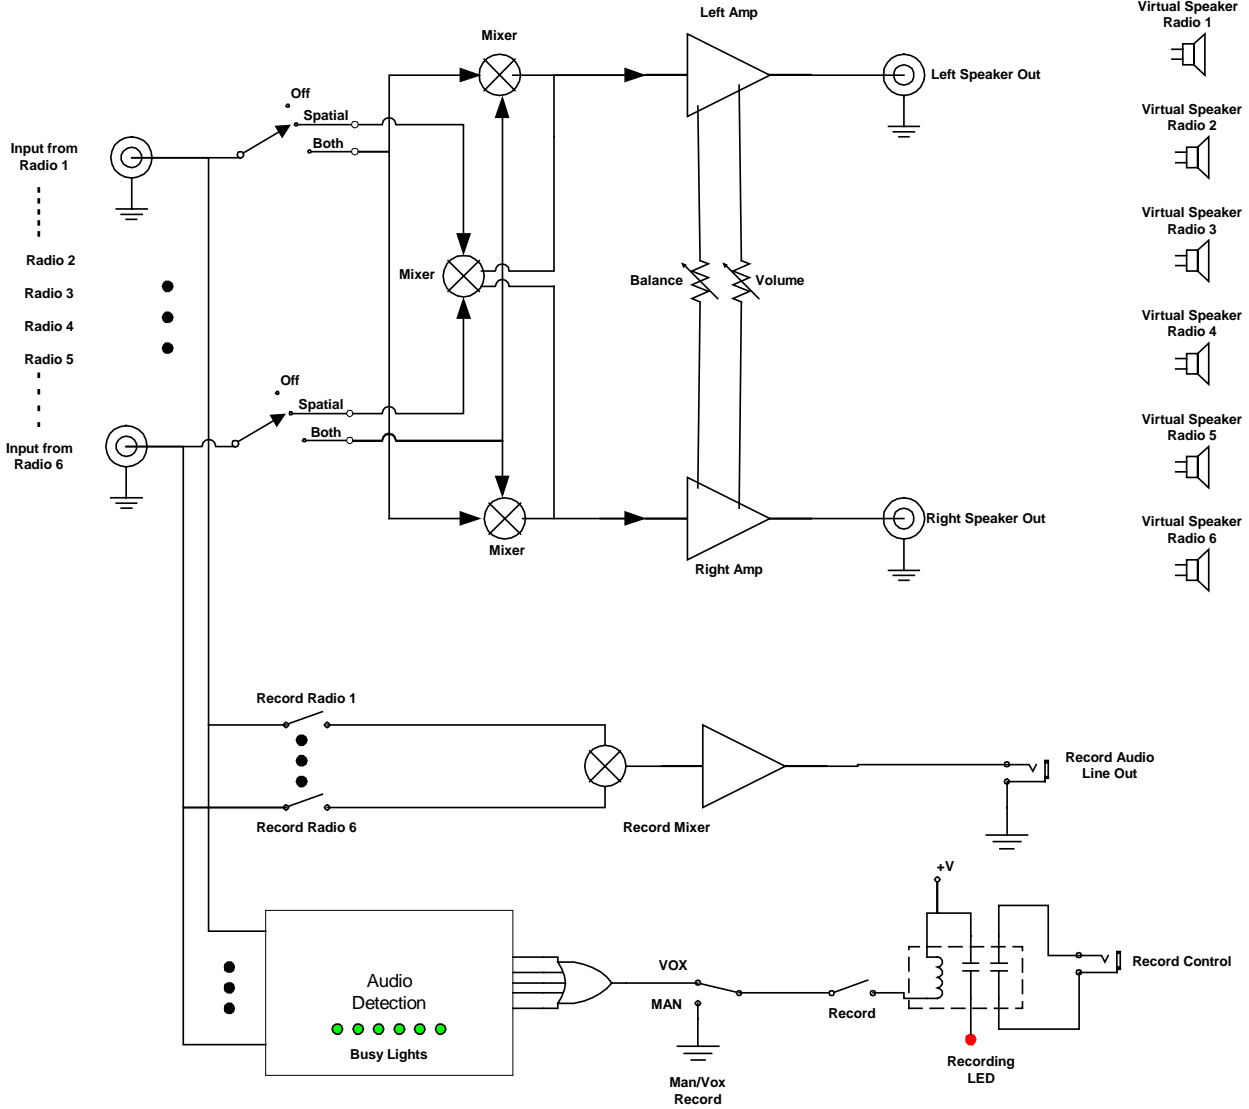 Left Amp
Virtual Speaker
Radio 1
Mixer
Left Speaker Out
Off
Spatial
Both
Input from
Radio 1
Virtual Speaker
Radio 2
Virtual Speaker
Radio 3
Radio 2
Radio 3
Radio 4
Radio 5
Mixer
Balance
Volume
Virtual Speaker
Radio 4
Off
Spatial
Both
Input from
Radio 6
Virtual Speaker
Radio 5
Right Speaker Out
Virtual Speaker
Radio 6
Mixer
Right Amp
Record Radio 1
Record Audio
Line Out
Record Radio 6
Record Mixer
+V
Audio
Detection
Busy Lights
VOX
MAN
Record
Record Control
Recording
LED
Man/Vox
Record